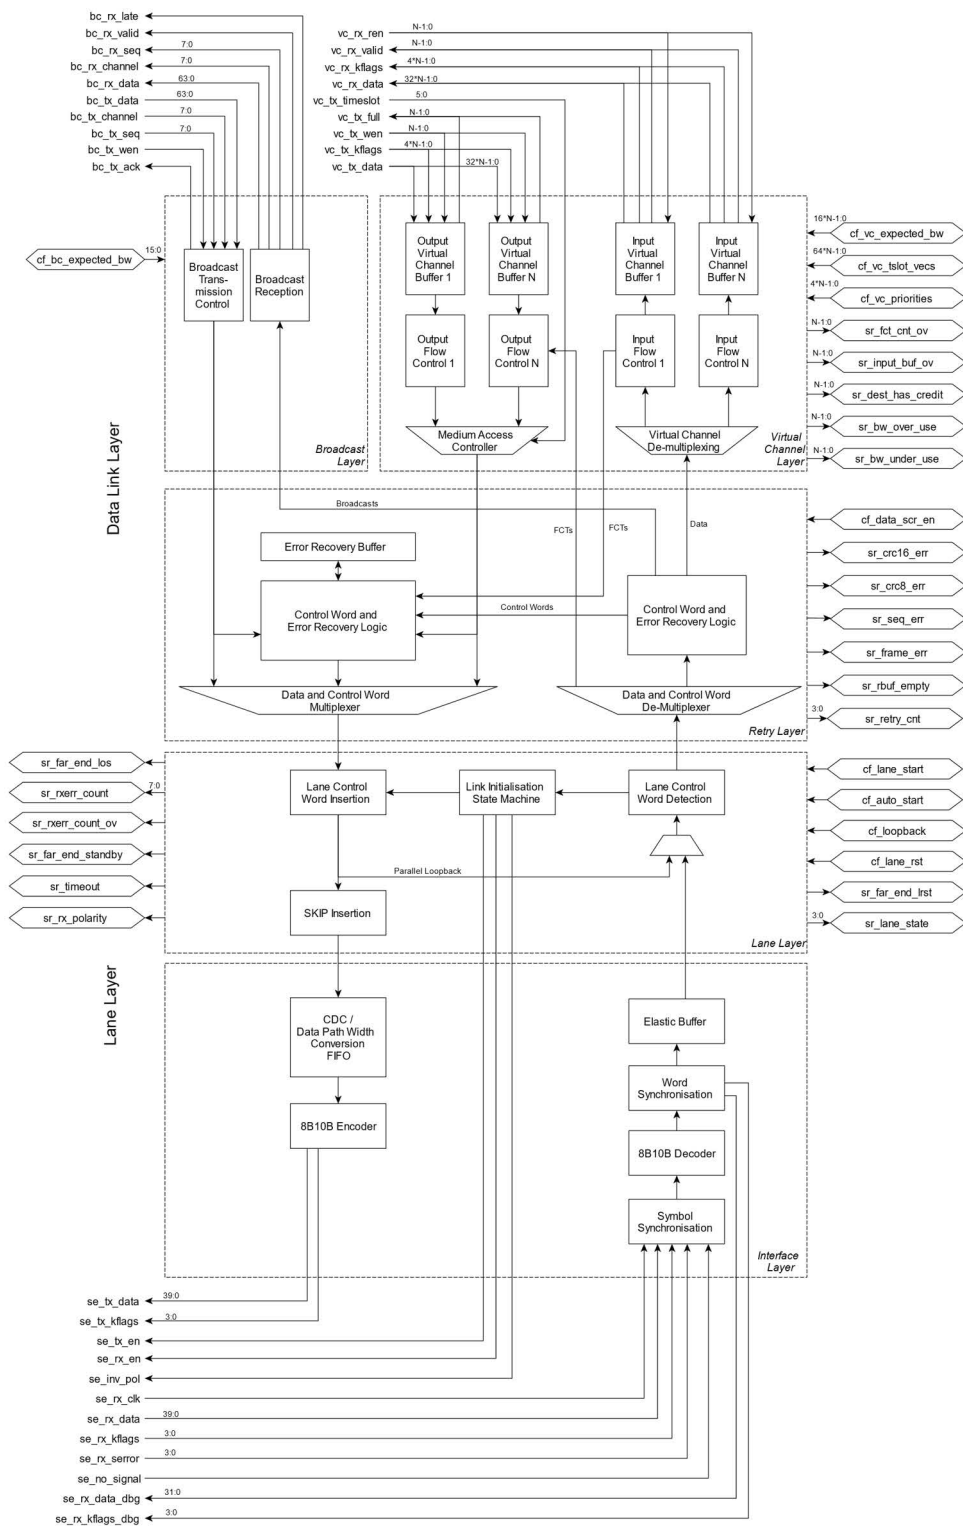 bc_rx_late
bc_rx_valid
bc_rx_seq
7:0
bc_rx_channel
7:0
bc_rx_data
63:0
bc_tx_data
63:0
bc_tx_channel
7:0
bc_tx_seq
7:0
bc_tx_wen
bc_tx_ack
vc_rx_ren
N-1:0
vc_rx_valid
N-1:0
vc_rx_kflags
4*N-1:0
vc_rx_data
32*N-1:0
vc_tx_timeslot
5:0
vc_tx_full
N-1:0
vc_tx_wen
N-1:0
vc_tx_kflags
4*N-1:0
vc_tx_data
32*N-1:0
cf_bc_expected_bw
15:0
Broadcast
Trans-
mission
Control
Broadcast
Reception
Broadcast
Layer
Output
Virtual
Channel
Buffer 1
Output
Virtual
Channel
Buffer N
Input
Virtual
Channel
Buffer 1
Input
Virtual
Channel
Buffer N
Output
Flow
Control 1
Output
Flow
Control N
Input
Flow
Control 1
Input
Flow
Control N
Medium Access
Controller
Virtual Channel
De-multiplexing
Virtual
Channel
Layer
16*N-1:0
cf_vc_expected_bw
64*N-1:0
cf_vc_tslot_vecs
4*N-1:0
cf_vc_priorities
N-1:0
sr_fct_cnt_ov
N-1:0
sr_input_buf_ov
N-1:0
sr_dest_has_credit
N-1:0
sr_bw_over_use
N-1:0
sr_bw_under_use
Data Link Layer
Broadcasts
FCTs
FCTs
Data
Error Recovery Buffer
Control Word and
Error Recovery Logic
Control Words
Control Word and
Error Recovery Logic
Data and Control Word
Multiplexer
Data and Control Word
De-Multiplexer
Retry Layer
cf_data_scr_en
sr_crc16_err
sr_crc8_err
sr_seq_err
sr_frame_err
sr_rbuf_empty
3:0
sr_retry_cnt
sr_far_end_los
7:0
sr_rxerr_count
sr_rxerr_count_ov
sr_far_end_standby
sr_timeout
sr_rx_polarity
Lane Control
Word Insertion
Link Initialisation
State Machine
Lane Control
Word Detection
Parallel Loopback
SKIP Insertion
Lane Layer
cf_lane_start
cf_auto_start
cf_loopback
cf_lane_rst
sr_far_end_lrst
3:0
sr_lane_state
Lane Layer
CDC /
Data Path Width
Conversion
FIFO
8B10B Encoder
Elastic Buffer
Word
Synchronisation
8B10B Decoder
Symbol
Synchronisation
Interface
Layer
se_tx_data
39:0
se_tx_kflags
3:0
se_tx_en
se_rx_en
se_inv_pol
se_rx_clk
se_rx_data
39:0
se_rx_kflags
3:0
se_rx_serror
3:0
se_no_signal
se_rx_data_dbg
31:0
se_rx_kflags_dbg
3:0